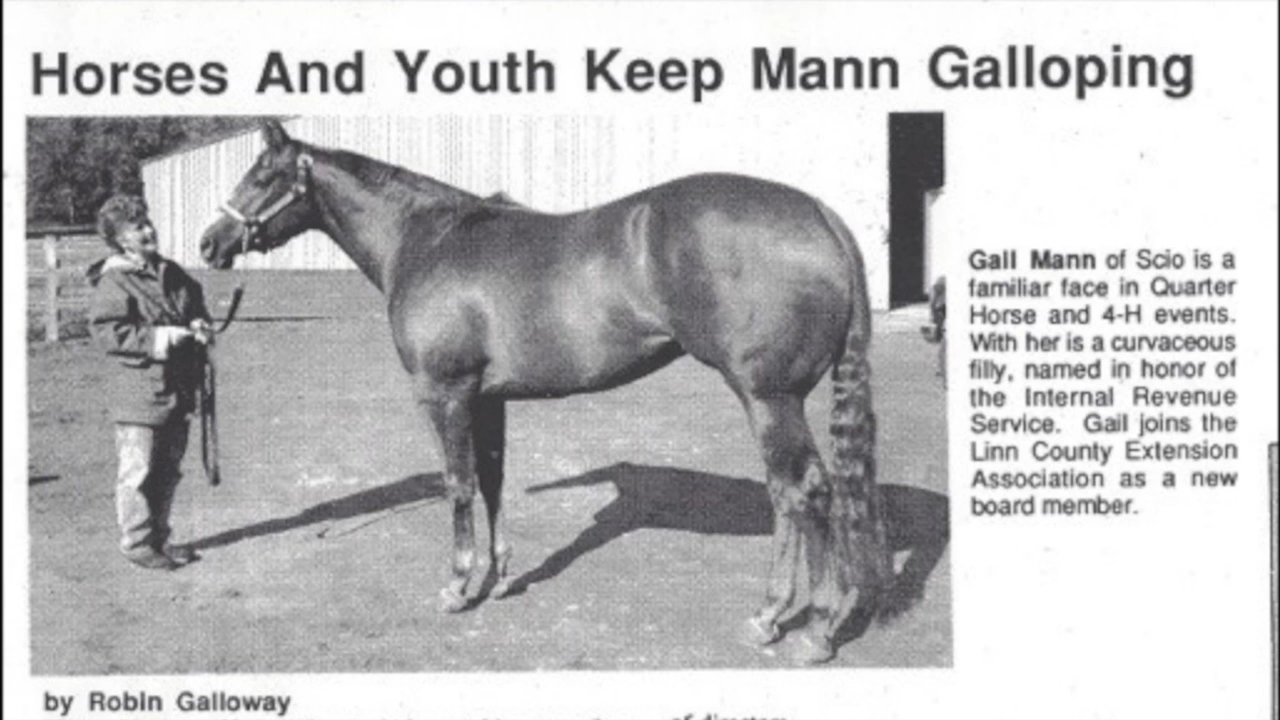 Horses And Youth Keep Mann Galloping
Gail Mann of Scio is a
familiar face in Quarter
Horse and 4-H events.
With her is a curvaceous
filly, named in honor of
the Internal Revenue
Service. Gail joins the
Linn County Extension
Association as a new
board member.
by Robin Galloway
of directors